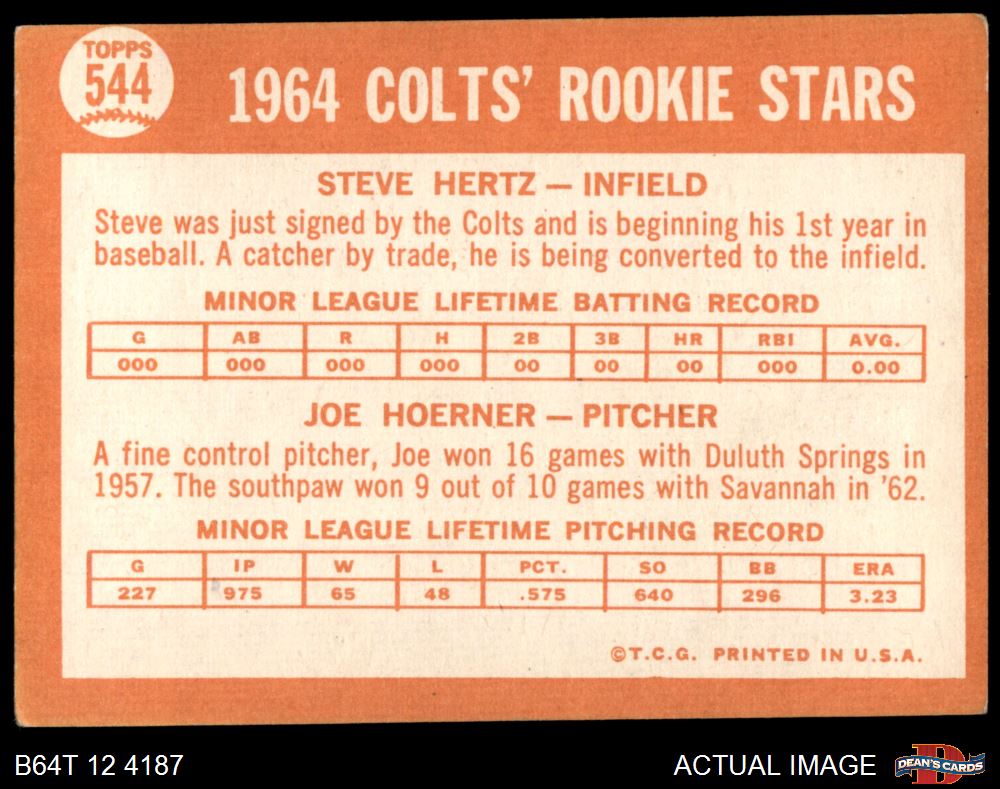 TOPPS
544
1964 COLTS' ROOKIE STARS
STEVE HERTZ — INFIELD
Steve was just signed by the Colts and is beginning his 1st year in
baseball. A catcher by trade, he is being converted to the infield.
MINOR LEAGUE LIFETIME BATTING RECORD
G AB R H 2B 3B HR RBI AVG.
000 000 000 000 00 00 00 000 0.00
JOE HOERNER — PITCHER
A fine control pitcher, Joe won 16 games with Duluth Springs in
1957. The southpaw won 9 out of 10 games with Savannah in '62.
MINOR LEAGUE LIFETIME PITCHING RECORD
G IP W L PCT. SO BB ERA
227 975 65 48 .575 640 296 3.23
©T.C.G. PRINTED IN U.S.A.
B64T 12 4187 ACTUAL IMAGE DEAN'S CARDS